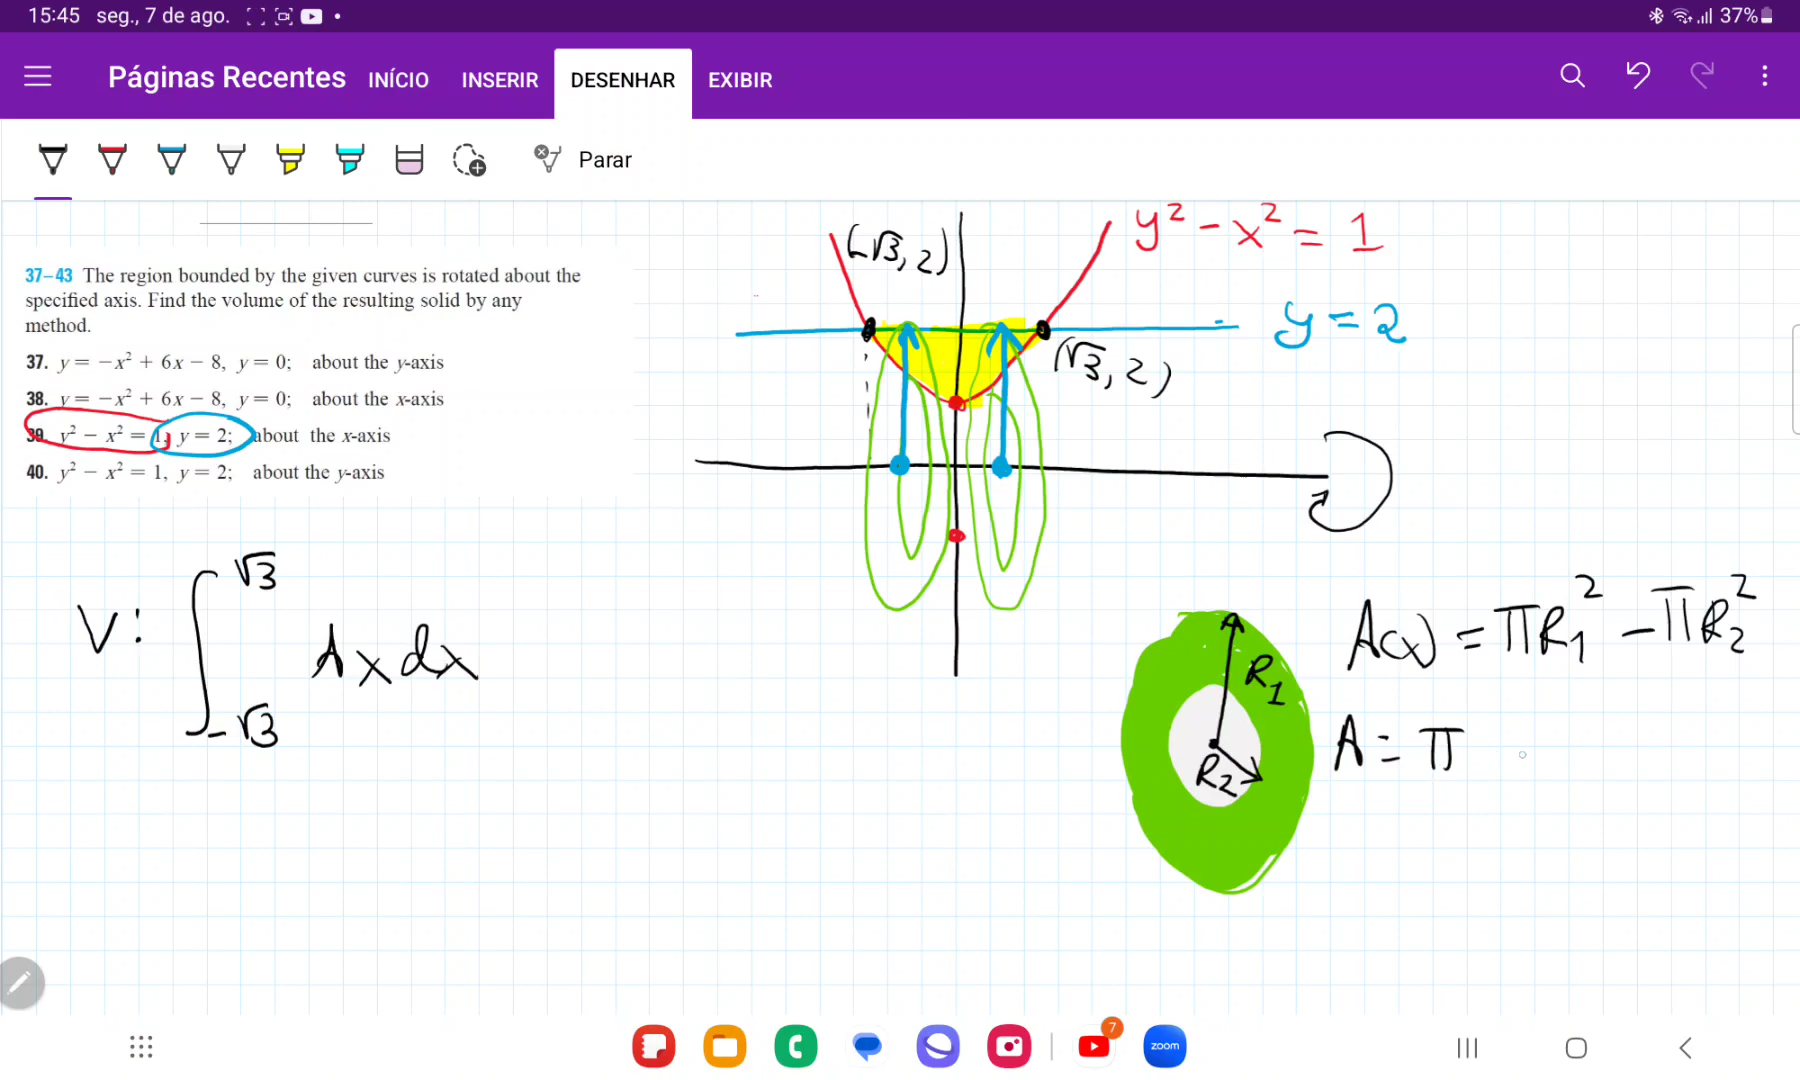 15:45 seg., 7 de ago. 37%
Páginas Recentes INÍCIO INSERIR DESENHAR EXIBIR
Parar
37–43 The region bounded by the given curves is rotated about the
specified axis. Find the volume of the resulting solid by any
method.
37. y = −x² + 6x − 8, y = 0; about the y-axis
38. y = −x² + 6x − 8, y = 0; about the x-axis
39. y² − x² = 1, y = 2; about the x-axis
40. y² − x² = 1, y = 2; about the y-axis
y² − x² = 1
(−√3, 2)
y = 2
(√3, 2)
V: ∫ √3 −√3 Ax dx
A(x) = πR₁² − πR₂²
R₁
R₂
A = π
7
zoom